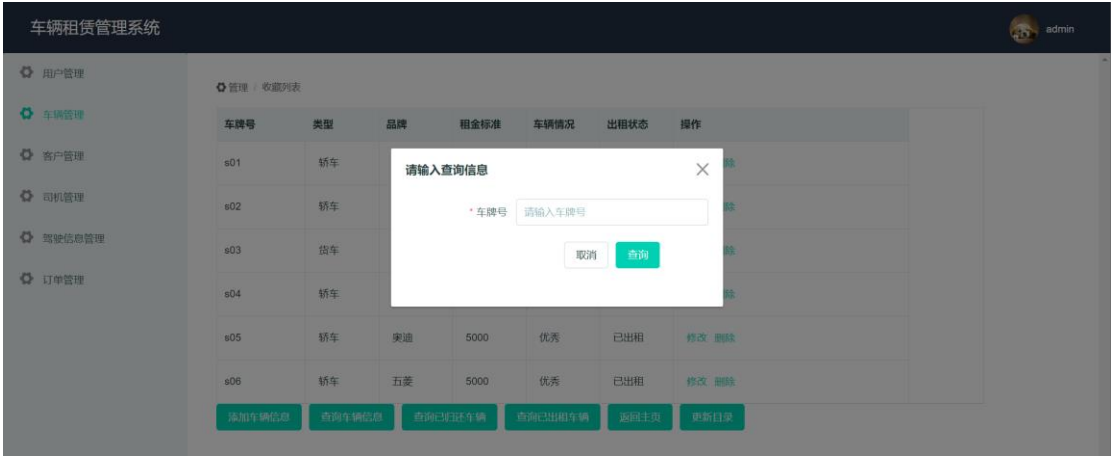 车辆租赁管理系统
admin
用户管理
车辆管理
客户管理
司机管理
驾驶信息管理
订单管理
管理 / 收藏列表
车牌号 类型 品牌 租金标准 车辆情况 出租状态 操作
s01 轿车 删除
s02 轿车 删除
s03 货车 删除
s04 轿车 删除
s05 轿车 奥迪 5000 优秀 已出租 修改 删除
s06 轿车 五菱 5000 优秀 已出租 修改 删除
请输入查询信息
* 车牌号 请输入车牌号
取消 查询
添加车辆信息 查询车辆信息 查询已归还车辆 查询已出租车辆 返回主页 更新目录